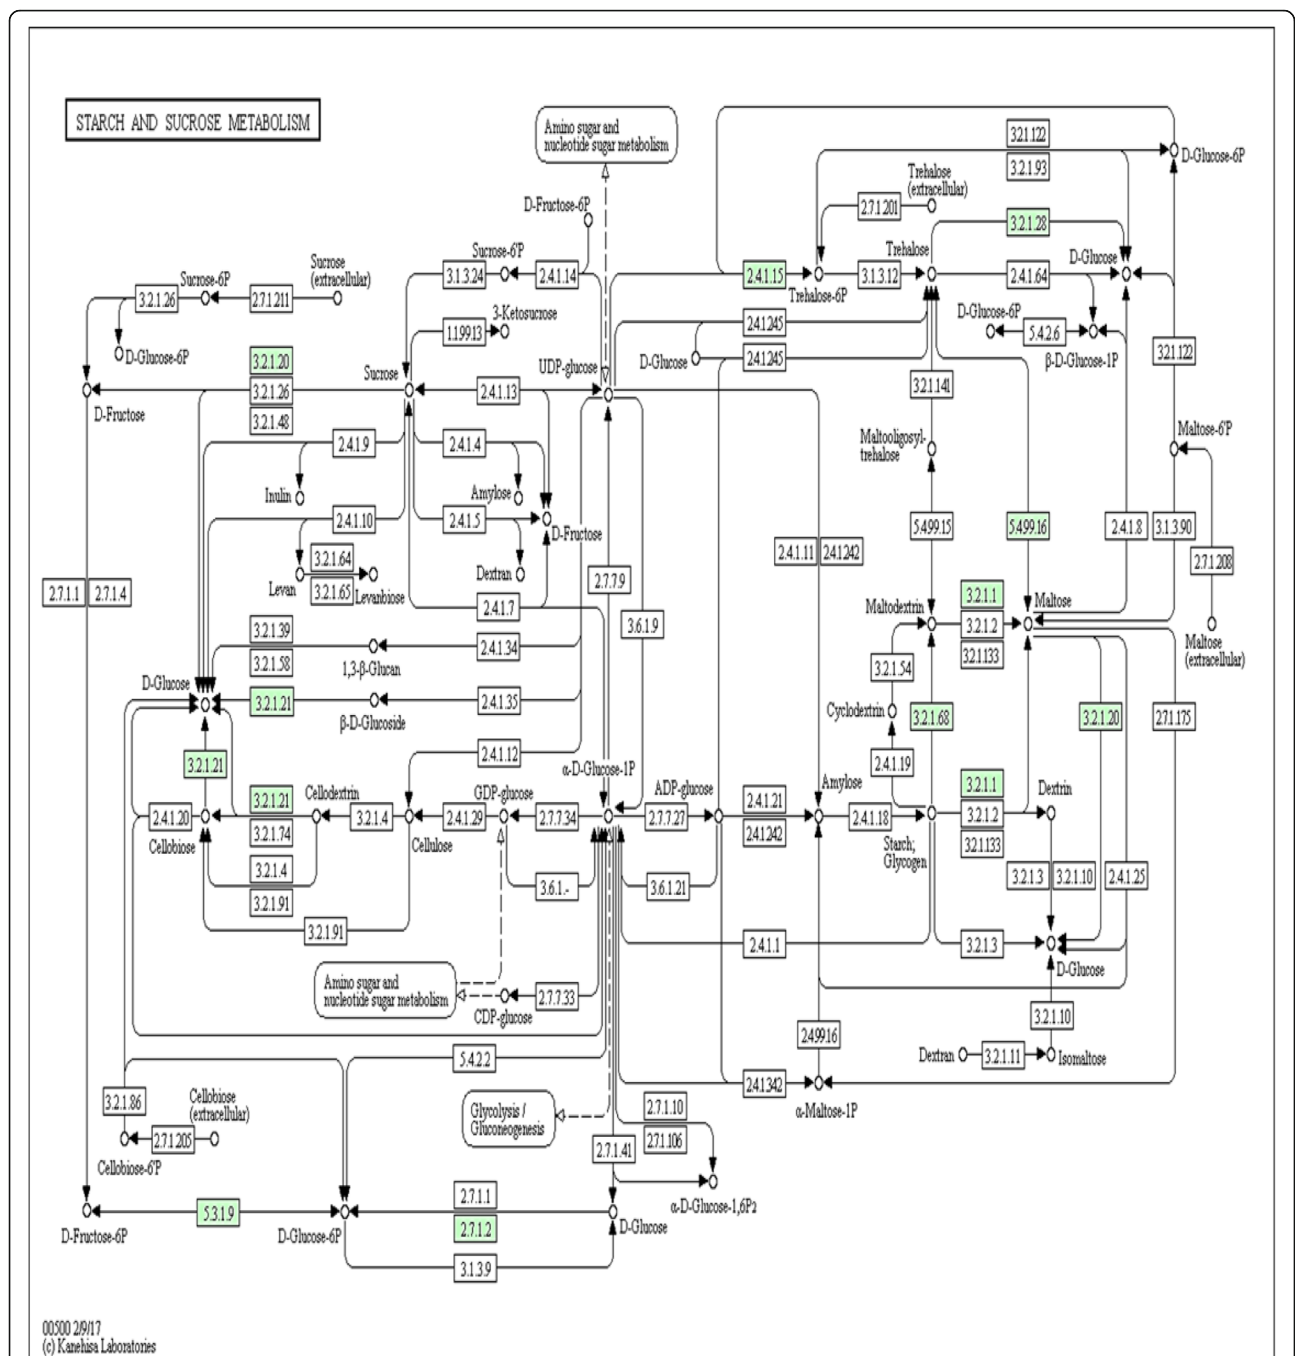 STARCH AND SUCROSE METABOLISM
Amino sugar and
nucleotide sugar metabolism
3.2.1.122
D-Glucose-6P
3.2.1.93
Trehalose
(extracellular)
2.7.1.201
D-Fructose-6P
3.2.1.28
Sucrose-6'P
Trehalose
D-Glucose
Sucrose
(extracellular)
Sucrose-6P
3.1.3.24
2.4.1.14
2.4.1.15
3.1.3.12
2.4.1.64
Trehalose-6P
3.2.1.26
2.7.1.211
3-Ketosucrose
D-Glucose-6P
1.1.99.13
2.4.1.245
5.4.2.6
D-Glucose-6P
3.2.1.20
UDP-glucose
D-Glucose
2.4.1.245
β-D-Glucose-1P
3.2.1.122
Sucrose
3.2.1.26
2.4.1.13
3.2.1.141
D-Fructose
3.2.1.48
Maltose-6'P
2.4.1.9
2.4.1.4
Maltooligosyl-
trehalose
Inulin
Amylose
2.4.1.10
2.4.1.5
D-Fructose
5.4.99.15
5.4.99.16
2.4.1.8
3.1.3.90
2.4.1.11
2.4.1.242
3.2.1.64
2.7.1.208
Levan
3.2.1.65
Levanbiose
Dextran
2.7.7.9
2.7.1.1
2.7.1.4
3.2.1.1
2.4.1.7
Maltodextrin
Maltose
3.6.1.9
3.2.1.2
3.2.1.39
Maltose
(extracellular)
2.4.1.34
3.2.1.133
3.2.1.58
1,3-β-Glucan
3.2.1.54
D-Glucose
3.2.1.21
2.4.1.35
β-D-Glucoside
Cyclodextrin
3.2.1.68
3.2.1.20
2.7.1.175
2.4.1.12
3.2.1.21
α-D-Glucose-1P
2.4.1.19
ADP-glucose
Amylose
3.2.1.1
Dextrin
Cellodextrin
GDP-glucose
3.2.1.21
2.4.1.21
2.4.1.20
3.2.1.4
2.4.1.29
2.7.7.34
2.7.7.27
2.4.1.18
3.2.1.2
3.2.1.74
2.4.1.242
Cellobiose
Cellulose
Starch;
Glycogen
3.2.1.133
3.2.1.4
3.6.1.-
3.6.1.21
3.2.1.3
3.2.1.10
2.4.1.25
3.2.1.91
3.2.1.91
2.4.1.1
3.2.1.3
D-Glucose
Amino sugar and
nucleotide sugar metabolism
2.7.7.33
CDP-glucose
3.2.1.10
2.4.99.16
5.4.2.2
Dextran
3.2.1.11
Isomaltose
2.4.1.342
α-Maltose-1P
3.2.1.86
Cellobiose
(extracellular)
Glycolysis /
Gluconeogenesis
2.7.1.10
2.7.1.205
2.7.1.106
2.7.1.41
Cellobiose-6'P
α-D-Glucose-1,6P2
2.7.1.1
5.3.1.9
D-Fructose-6P
D-Glucose-6P
2.7.1.2
D-Glucose
3.1.3.9
00500 2/9/17
(c) Kanehisa Laboratories